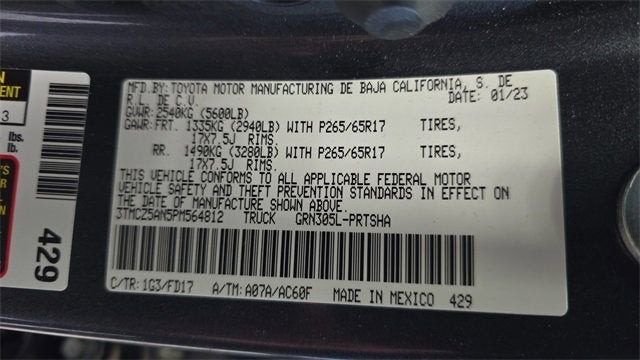 MFD.BY: TOYOTA MOTOR MANUFACTURING DE BAJA CALIFORNIA, S. DE
R.L. DE C.V. DATE: 01/23
GVWR: 2540KG (5600LB)
GAWR: FRT. 1335KG (2940LB) WITH P265/65R17 TIRES,
17X7.5J RIMS.
RR. 1490KG (3280LB) WITH P265/65R17 TIRES,
17X7.5J RIMS.
THIS VEHICLE CONFORMS TO ALL APPLICABLE FEDERAL MOTOR
VEHICLE SAFETY AND THEFT PREVENTION STANDARDS IN EFFECT ON
THE DATE OF MANUFACTURE SHOWN ABOVE.
3TMCZ5AN5PM564812 TRUCK GRN305L-PRTSHA
C/TR: 1G3/FD17 A/TM: A07A/AC60F MADE IN MEXICO 429
3
lbs.
lb.
429